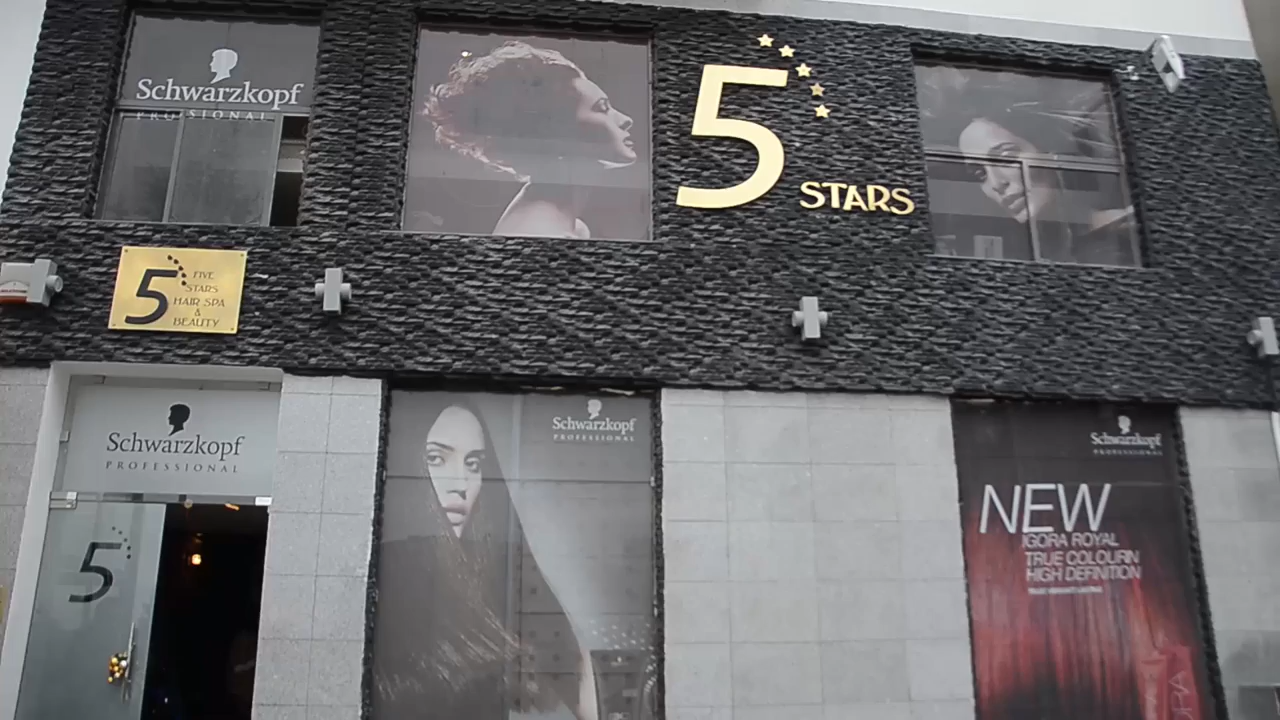 Schwarzkopf
PROFESSIONAL
5
STARS
5
FIVE
STARS
HAIR SPA
&
BEAUTY
Schwarzkopf
PROFESSIONAL
5
Schwarzkopf
PROFESSIONAL
Schwarzkopf
PROFESSIONAL
NEW
IGORA ROYAL
TRUE COLOUR IN
HIGH DEFINITION